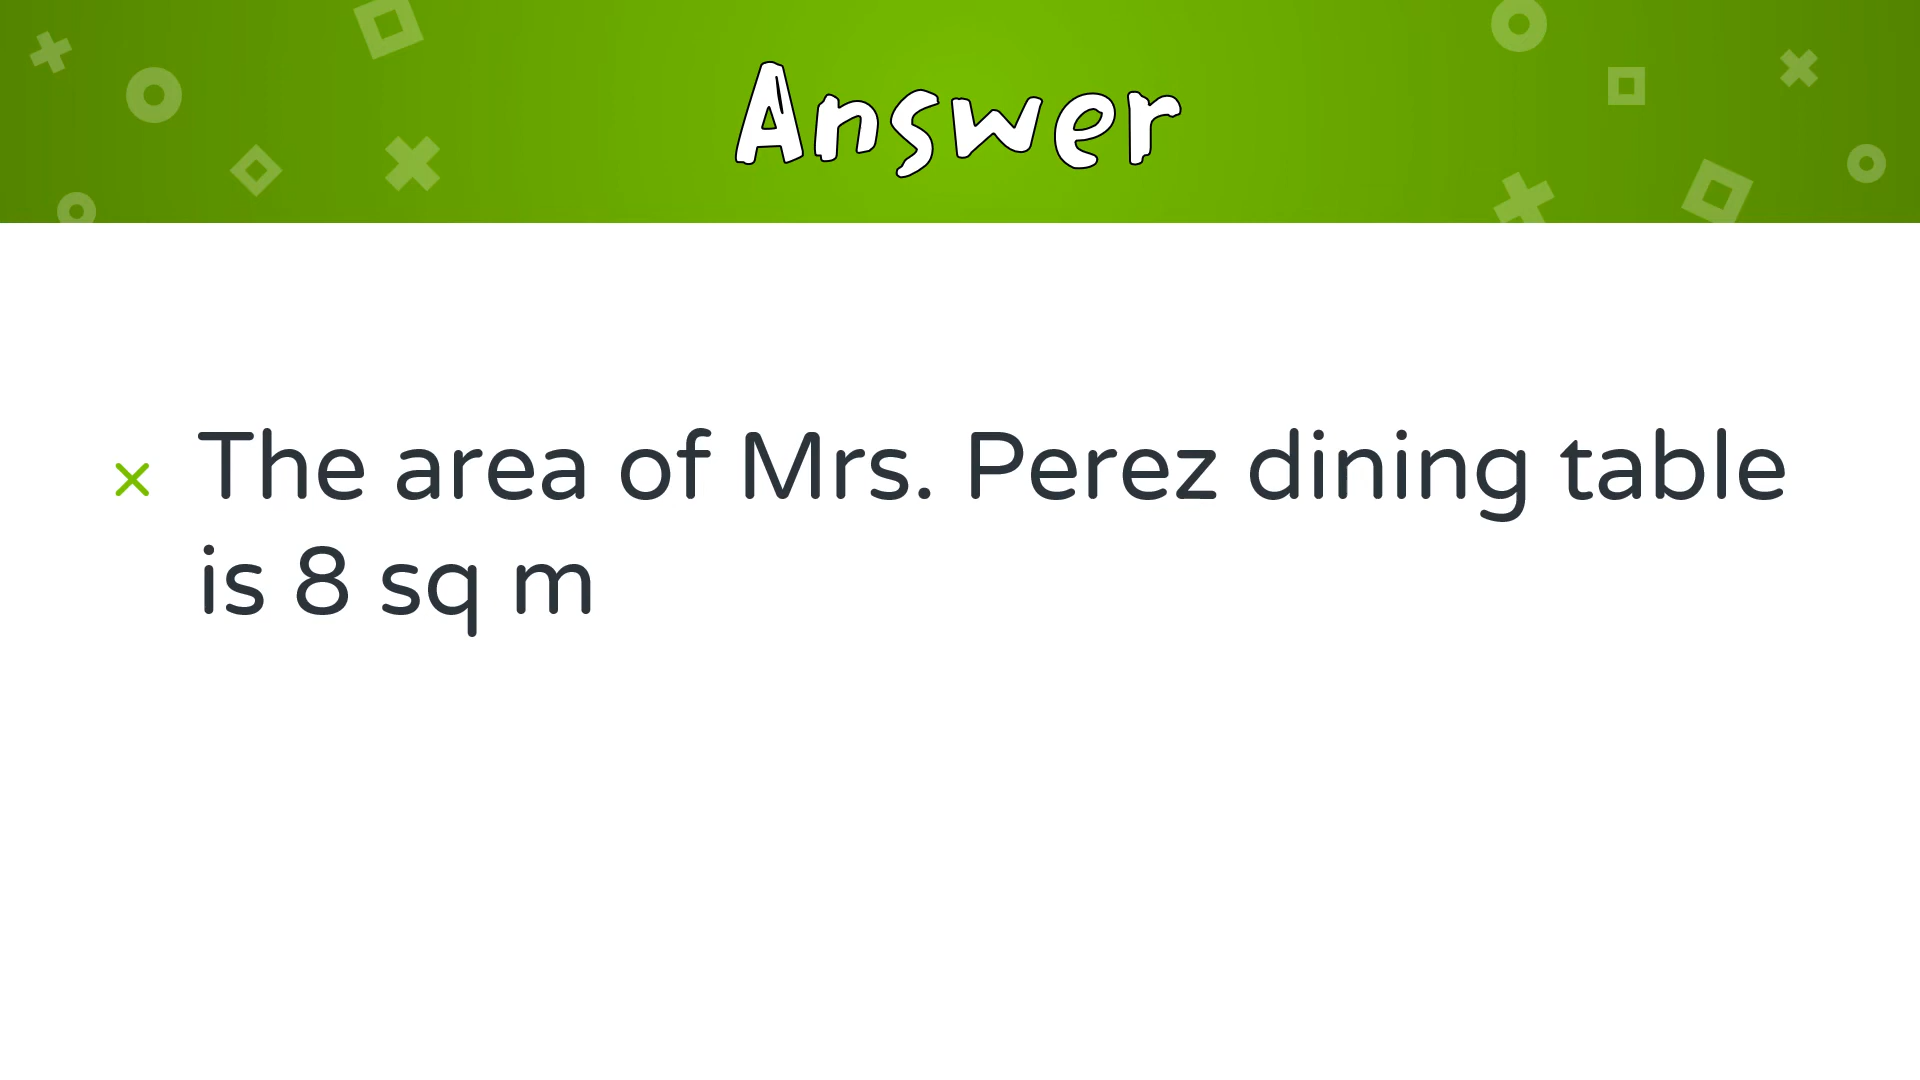 Answer
The area of Mrs. Perez dining table
is 8 sq m